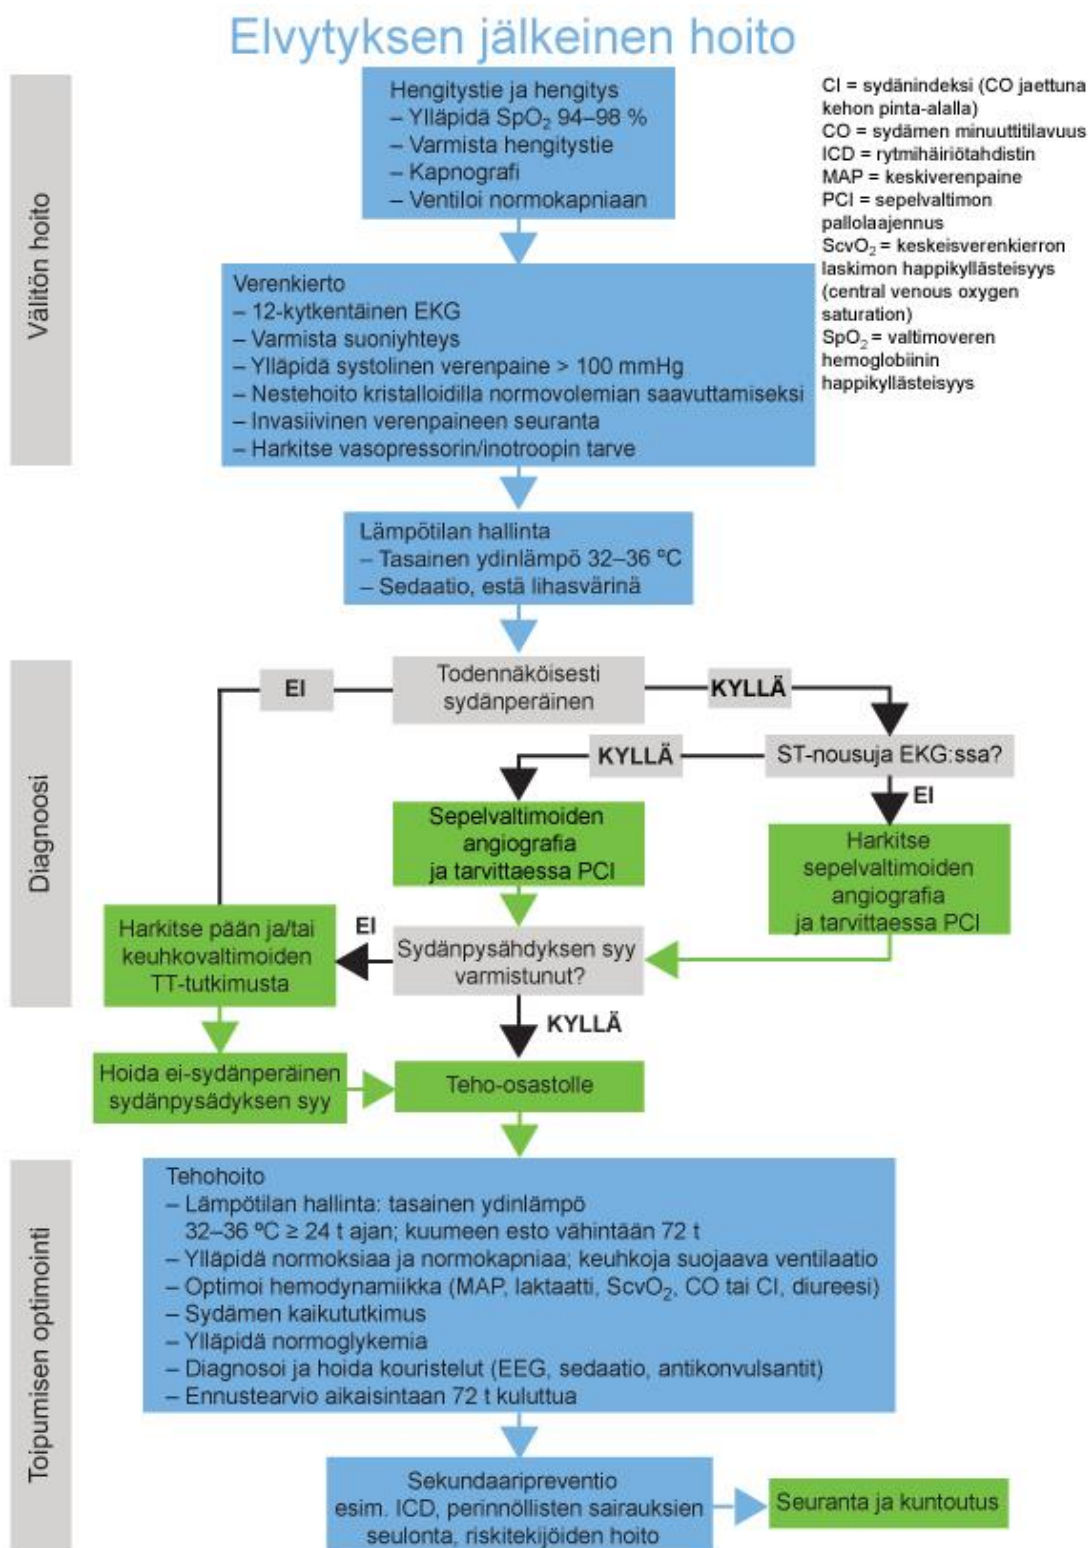 Elvytyksen jälkeinen hoito
Välitön hoito
Hengitystie ja hengitys
– Ylläpidä SpO₂ 94–98 %
– Varmista hengitystie
– Kapnografi
– Ventiloi normokapniaan
CI = sydänindeksi (CO jaettuna
kehon pinta-alalla)
CO = sydämen minuuttitilavuus
ICD = rytmihäiriötahdistin
MAP = keskiverenpaine
PCI = sepelvaltimon
pallolaajennus
ScvO₂ = keskeisverenkierron
laskimon happikyllästeisyys
(central venous oxygen
saturation)
SpO₂ = valtimoveren
hemoglobiinin
happikyllästeisyys
Verenkierto
– 12-kytkentäinen EKG
– Varmista suoniyhteys
– Ylläpidä systolinen verenpaine > 100 mmHg
– Nestehoito kristalloidilla normovolemian saavuttamiseksi
– Invasiivinen verenpaineen seuranta
– Harkitse vasopressorin/inotroopin tarve
Lämpötilan hallinta
– Tasainen ydinlämpö 32–36 ºC
– Sedaatio, estä lihasvärinä
Diagnoosi
Todennäköisesti
sydänperäinen
EI
KYLLÄ
ST-nousuja EKG:ssa?
KYLLÄ
EI
Sepelvaltimoiden
angiografia
ja tarvittaessa PCI
Harkitse
sepelvaltimoiden
angiografia
ja tarvittaessa PCI
Sydänpysähdyksen syy
varmistunut?
EI
KYLLÄ
Harkitse pään ja/tai
keuhkovaltimoiden
TT-tutkimusta
Hoida ei-sydänperäinen
sydänpysädyksen syy
Teho-osastolle
Toipumisen optimointi
Tehohoito
– Lämpötilan hallinta: tasainen ydinlämpö
32–36 ºC ≥ 24 t ajan; kuumeen esto vähintään 72 t
– Ylläpidä normoksiaa ja normokapniaa; keuhkoja suojaava ventilaatio
– Optimoi hemodynamiikka (MAP, laktaatti, ScvO₂, CO tai CI, diureesi)
– Sydämen kaikututkimus
– Ylläpidä normoglykemia
– Diagnosoi ja hoida kouristelut (EEG, sedaatio, antikonvulsantit)
– Ennustearvio aikaisintaan 72 t kuluttua
Sekundaaripreventio
esim. ICD, perinnöllisten sairauksien
seulonta, riskitekijöiden hoito
Seuranta ja kuntoutus